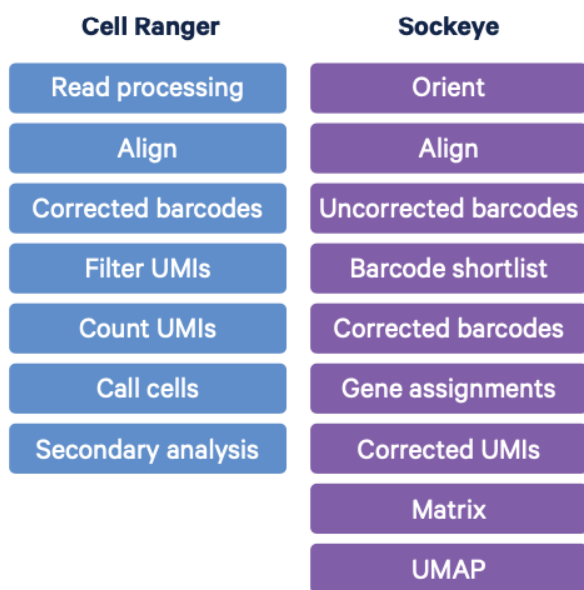 Cell Ranger
Read processing
Align
Corrected barcodes
Filter UMIs
Count UMIs
Call cells
Secondary analysis
Sockeye
Orient
Align
Uncorrected barcodes
Barcode shortlist
Corrected barcodes
Gene assignments
Corrected UMIs
Matrix
UMAP